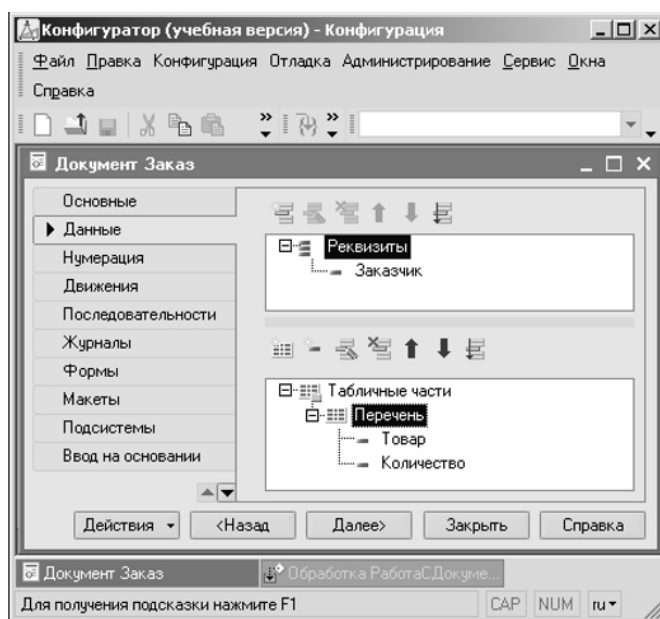 Конфигуратор (учебная версия) - Конфигурация
Файл Правка Конфигурация Отладка Администрирование Сервис Окна
Справка
Документ Заказ
Основные
Данные
Нумерация
Движения
Последовательности
Журналы
Формы
Макеты
Подсистемы
Ввод на основании
Реквизиты
Заказчик
Табличные части
Перечень
Товар
Количество
Действия <Назад Далее> Закрыть Справка
Документ Заказ Обработка РаботаСДокуме...
Для получения подсказки нажмите F1 CAP NUM ru